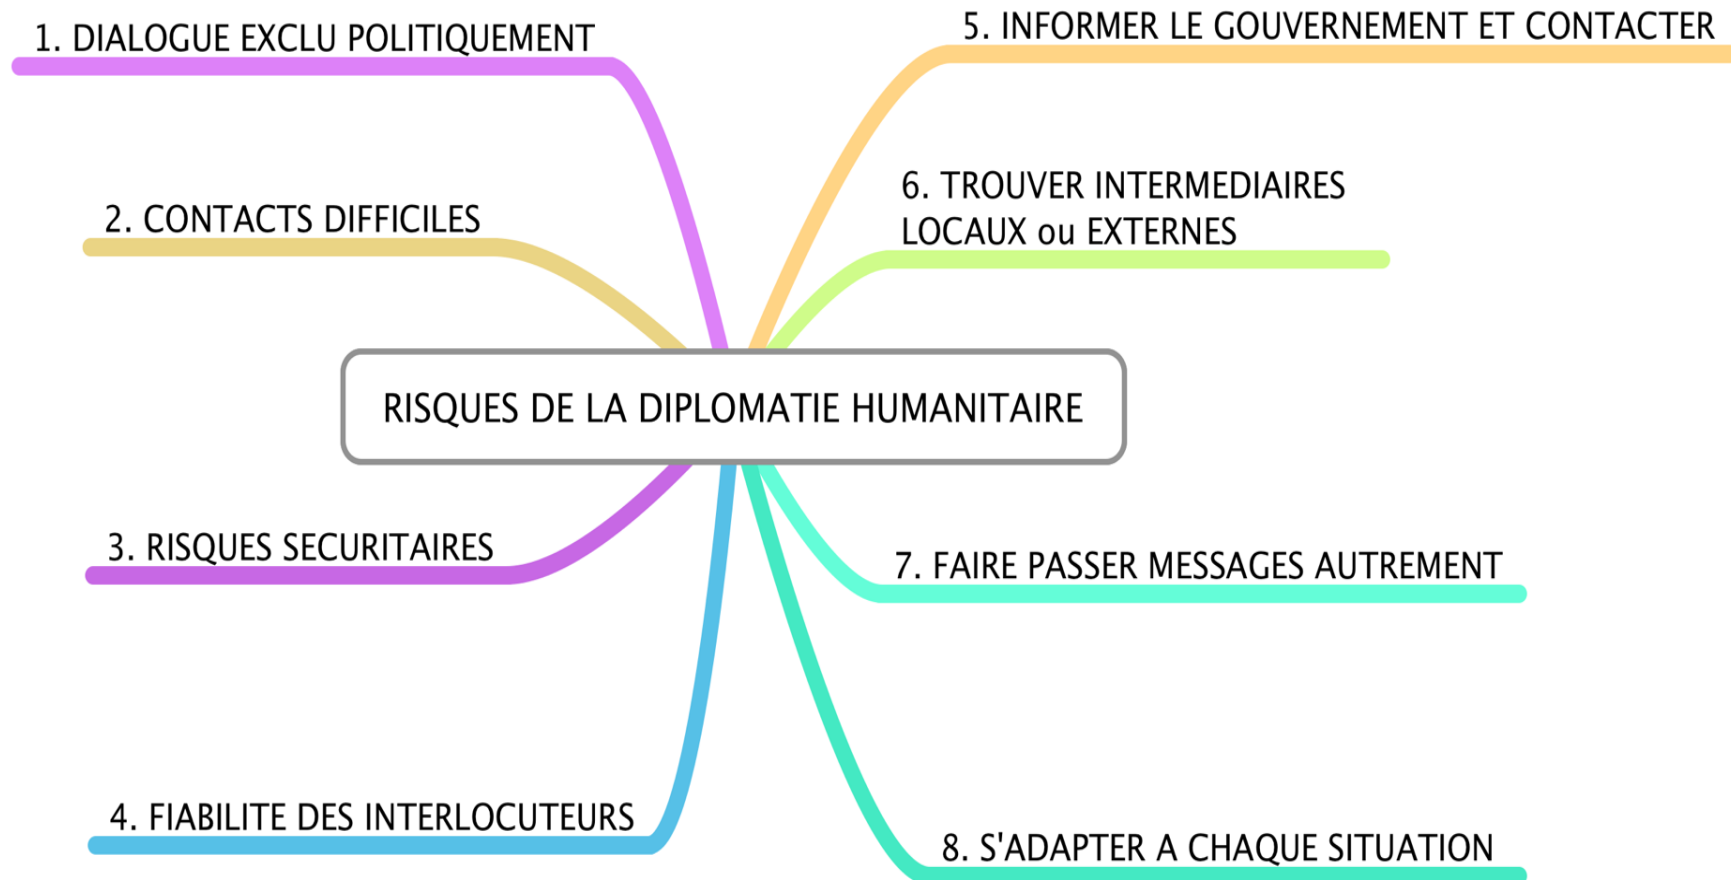 1. DIALOGUE EXCLU POLITIQUEMENT
2. CONTACTS DIFFICILES
RISQUES DE LA DIPLOMATIE HUMANITAIRE
3. RISQUES SECURITAIRES
4. FIABILITE DES INTERLOCUTEURS
5. INFORMER LE GOUVERNEMENT ET CONTACTER
6. TROUVER INTERMEDIAIRES
LOCAUX ou EXTERNES
7. FAIRE PASSER MESSAGES AUTREMENT
8. S'ADAPTER A CHAQUE SITUATION